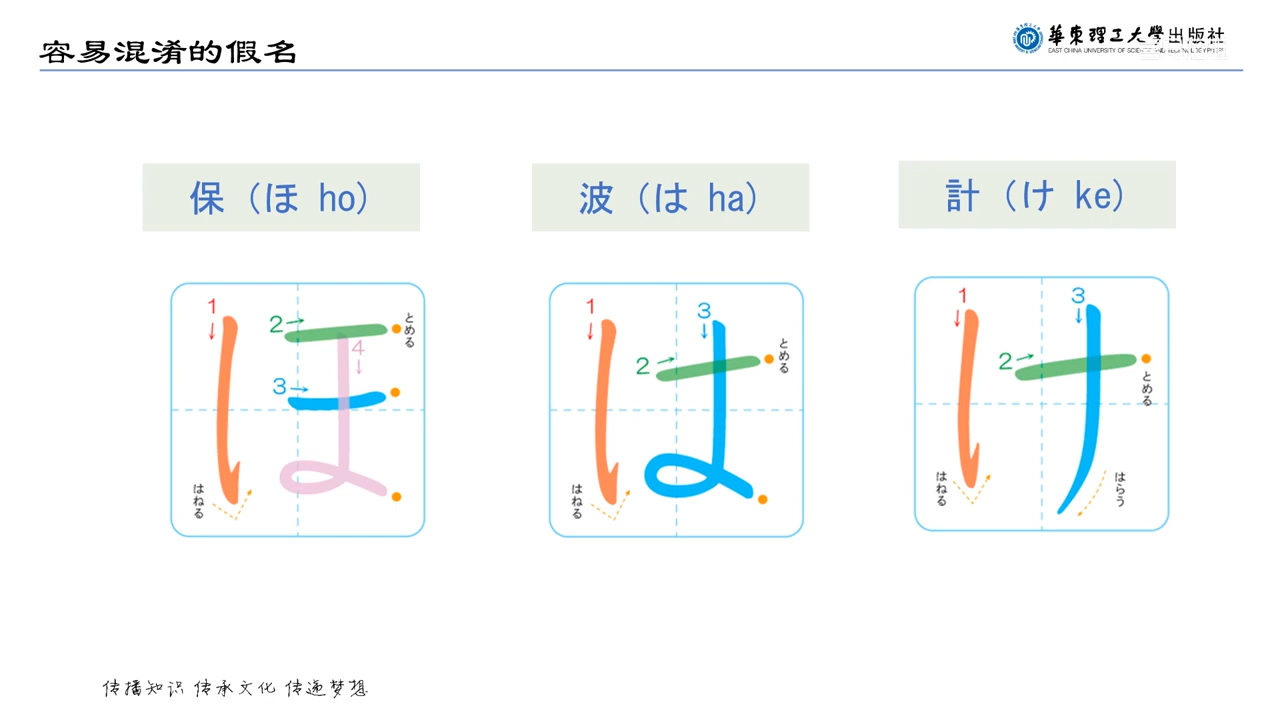 容易混淆的假名
華東理工大學出版社
保（ほ ho）
波（は ha）
計（け ke）
1
2
3
4
とめる
はねる
1
2
3
とめる
はねる
1
2
3
とめる
はねる
はらう
传播知识 传承文化 传递梦想